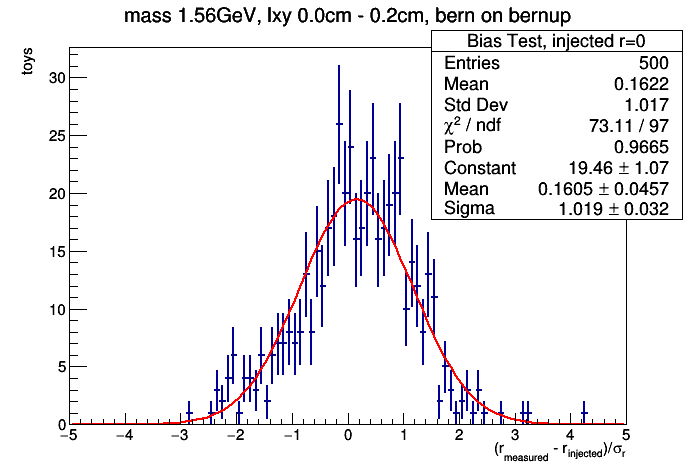 mass 1.56GeV, lxy 0.0cm - 0.2cm, bern on bernup
Bias Test, injected r=0
Entries 500
Mean 0.1622
Std Dev 1.017
χ² / ndf 73.11 / 97
Prob 0.9665
Constant 19.46 ± 1.07
Mean 0.1605 ± 0.0457
Sigma 1.019 ± 0.032
toys
30
25
20
15
10
5
0
−5 −4 −3 −2 −1 0 1 2 3 4 5
(r_measured - r_injected)/σ_r